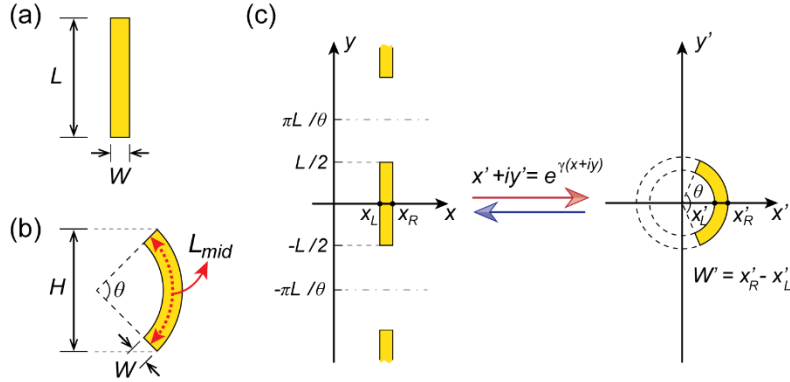 (a)
L
W
(b)
H
θ
L_mid
W
(c)
y
πL/θ
L/2
x_L
x_R
x
-L/2
-πL/θ
x'+iy'=e^γ(x+iy)
y'
θ
x'_L
x'_R
x'
W' = x'_R - x'_L